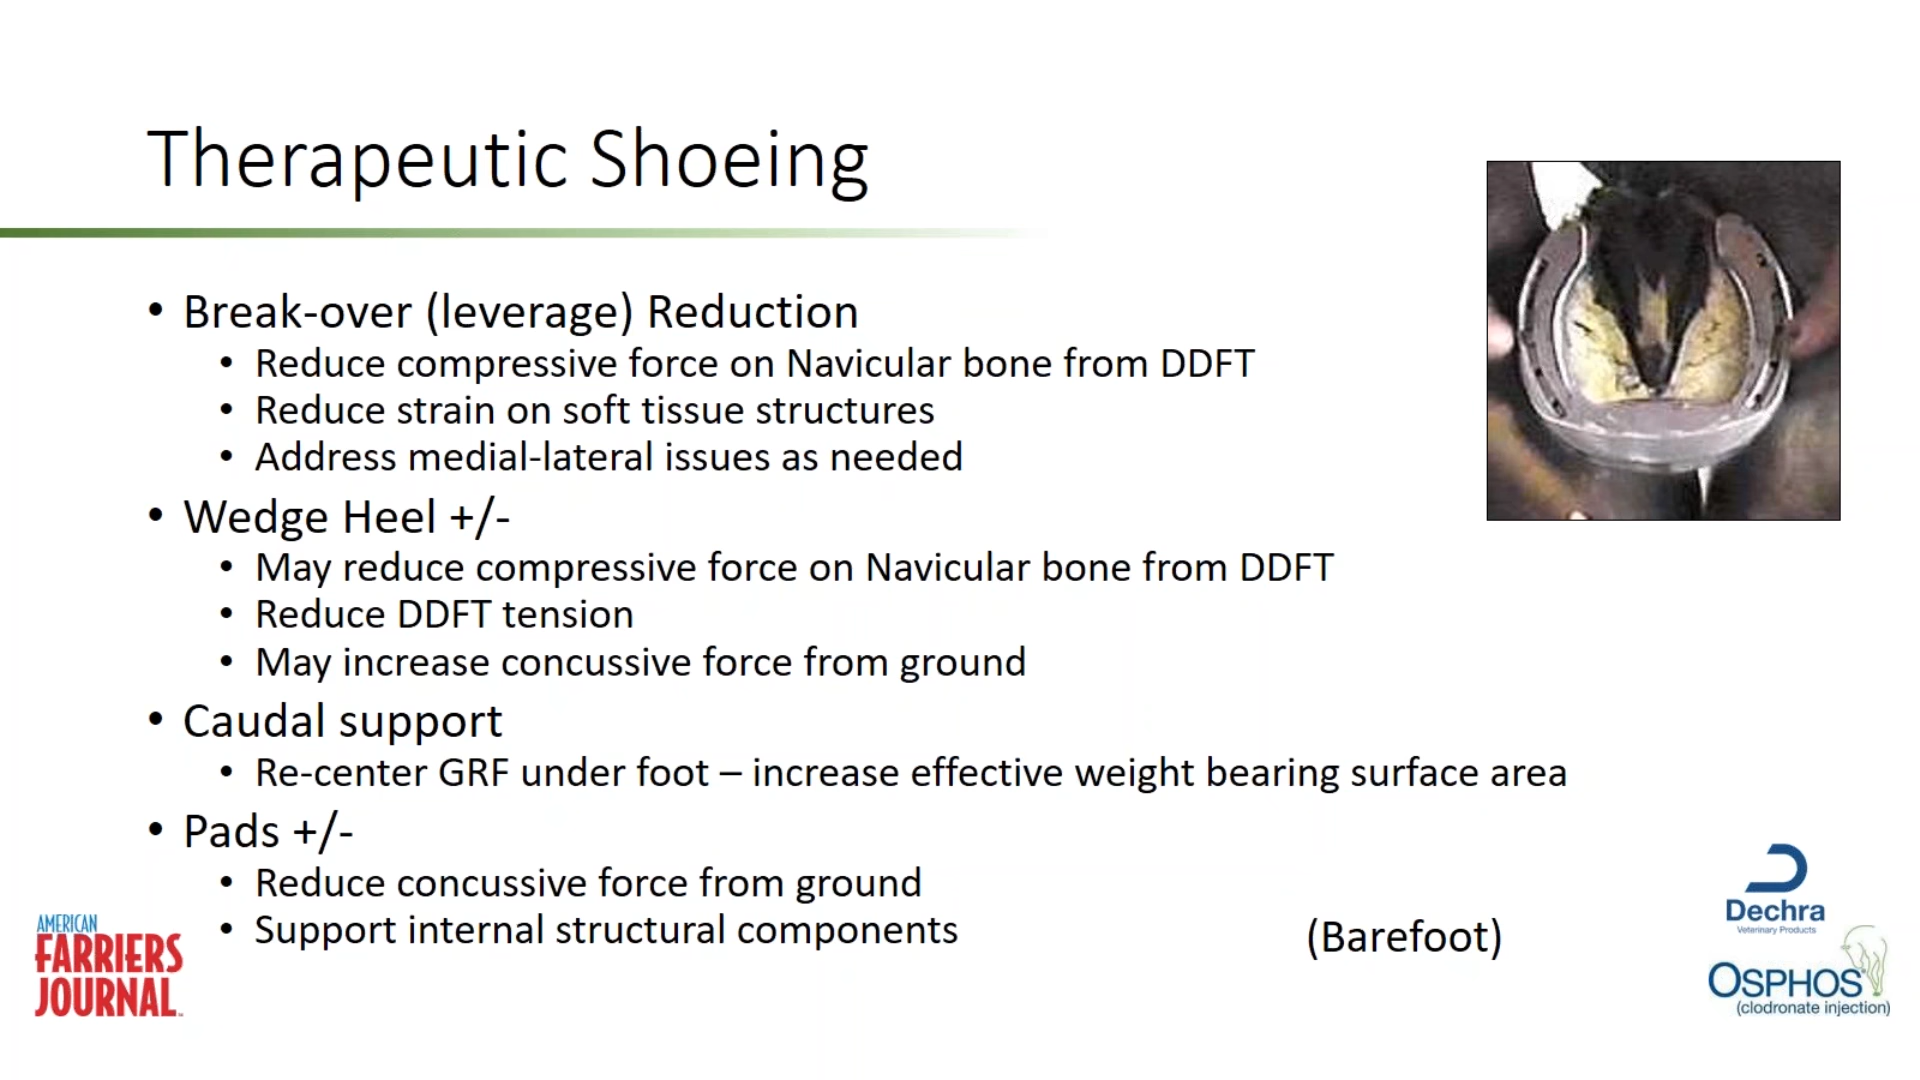 Therapeutic Shoeing
• Break-over (leverage) Reduction
• Reduce compressive force on Navicular bone from DDFT
• Reduce strain on soft tissue structures
• Address medial-lateral issues as needed
• Wedge Heel +/-
• May reduce compressive force on Navicular bone from DDFT
• Reduce DDFT tension
• May increase concussive force from ground
• Caudal support
• Re-center GRF under foot – increase effective weight bearing surface area
• Pads +/-
• Reduce concussive force from ground
• Support internal structural components
(Barefoot)
AMERICAN
FARRIERS
JOURNAL
Dechra
Veterinary Products
OSPHOS
(clodronate injection)